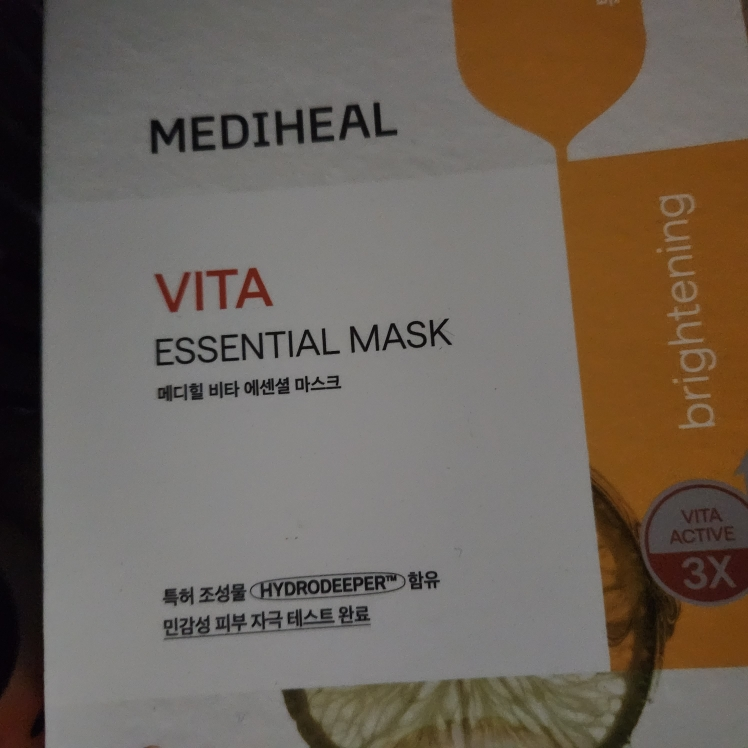 MEDIHEAL
VITA
ESSENTIAL MASK
메디힐 비타 에센셜 마스크
brightening
VITA
ACTIVE
3X
특허 조성물 HYDRODEEPER™ 함유
민감성 피부 자극 테스트 완료